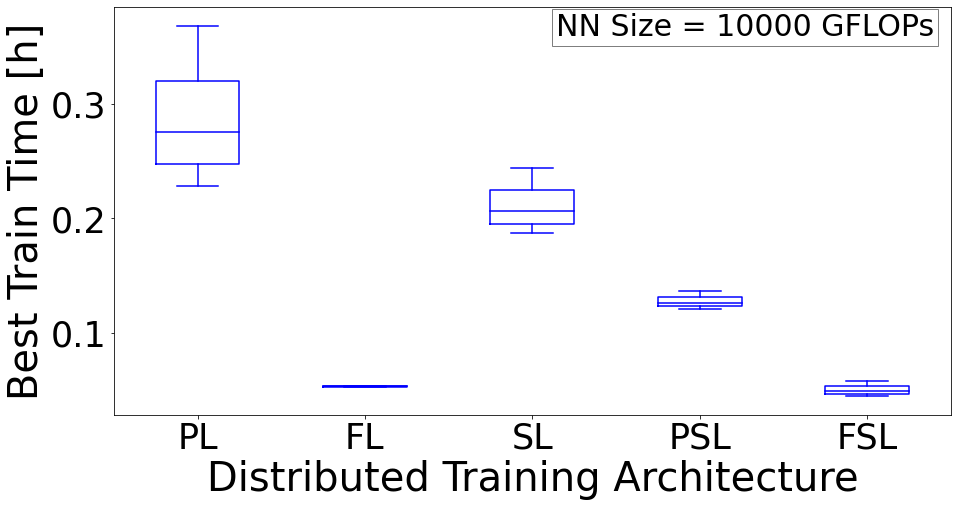 NN Size = 10000 GFLOPs
Best Train Time [h]
0.3
0.2
0.1
PL FL SL PSL FSL
Distributed Training Architecture